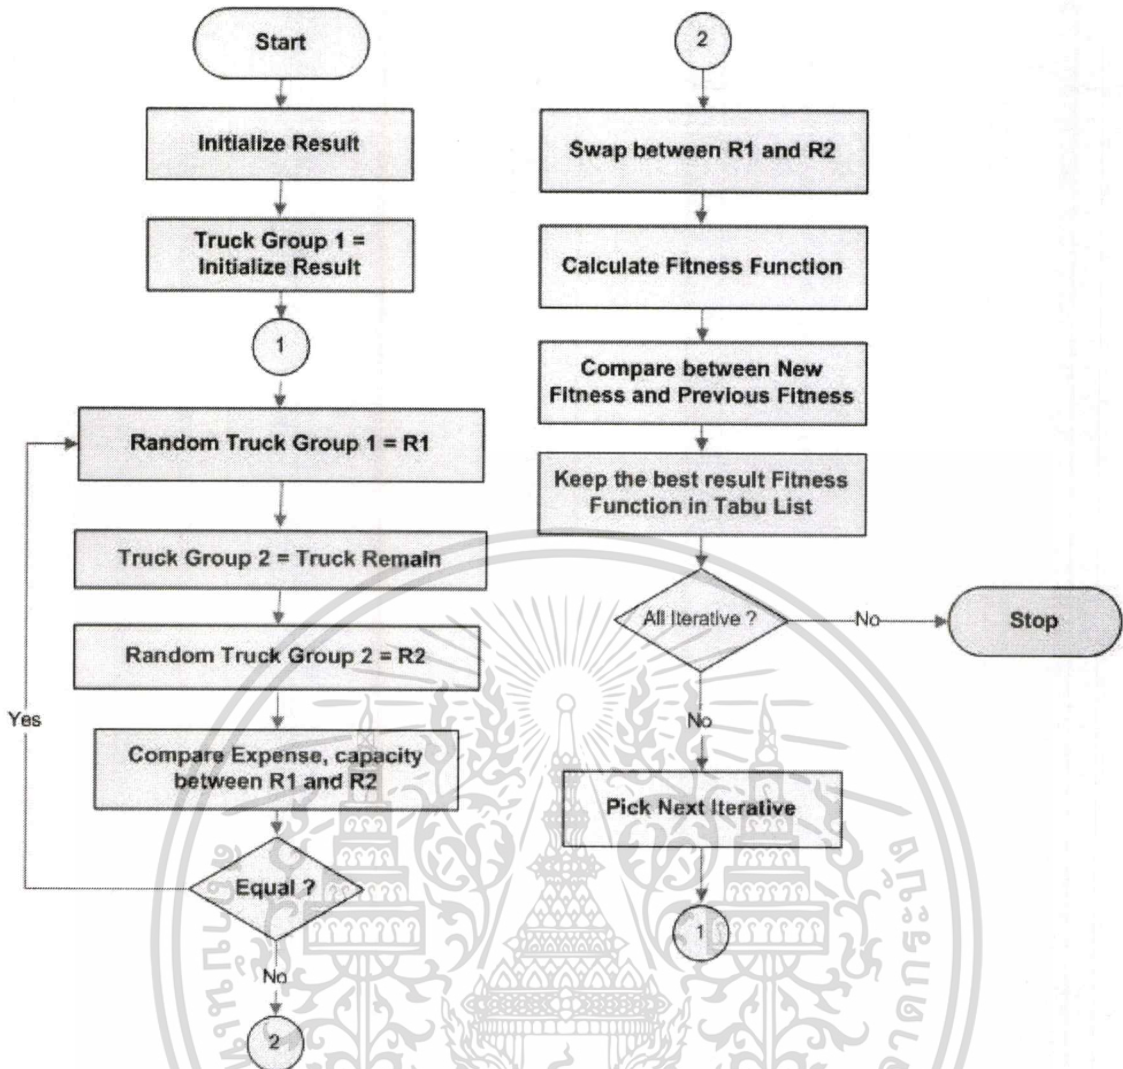 Start
Initialize Result
Truck Group 1 =
Initialize Result
1
Random Truck Group 1 = R1
Truck Group 2 = Truck Remain
Random Truck Group 2 = R2
Compare Expense, capacity
between R1 and R2
Equal ?
Yes
No
2
2
Swap between R1 and R2
Calculate Fitness Function
Compare between New
Fitness and Previous Fitness
Keep the best result Fitness
Function in Tabu List
All Iterative ?
No
Stop
No
Pick Next Iterative
1